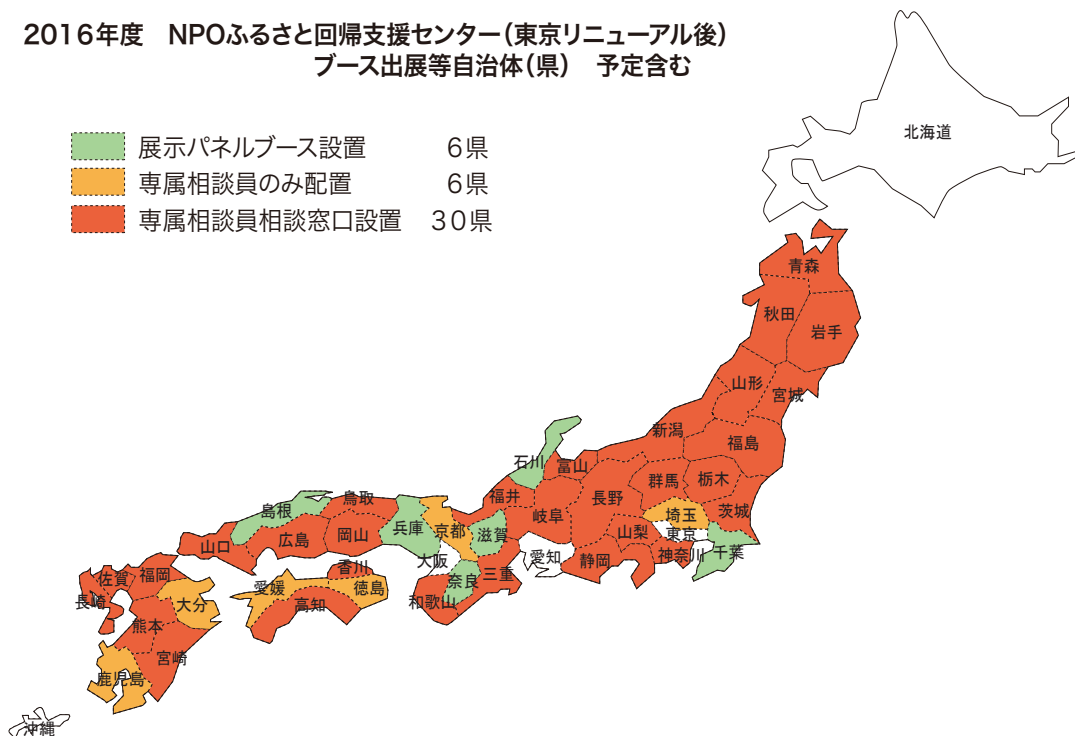 2016年度　NPOふるさと回帰支援センター(東京リニューアル後)
ブース出展等自治体(県)　予定含む
展示パネルブース設置　6県
専属相談員のみ配置　6県
専属相談員相談窓口設置　30県
北海道
青森
秋田
岩手
山形
宮城
新潟
福島
石川
富山
群馬
栃木
福井
長野
茨城
岐阜
埼玉
島根
鳥取
兵庫
京都
滋賀
山梨
東京
広島
岡山
山口
大阪
愛知
静岡
神奈川
千葉
香川
奈良
三重
佐賀
福岡
愛媛
徳島
長崎
大分
高知
和歌山
熊本
宮崎
鹿児島
沖縄